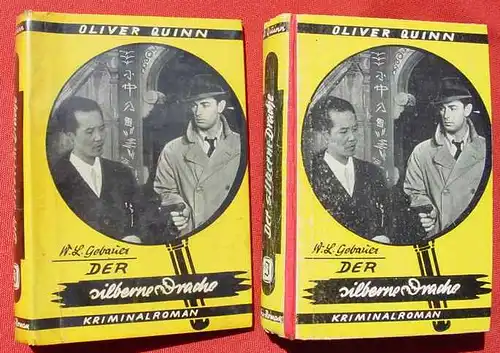 OLIVER QUINN
W. L. Gebauer
DER
silberne Drache
KRIMINALROMAN
OLIVER QUINN
Der silberne Drache
W. L. Gebauer
DER
silberne Drache
KRIMINALROMAN